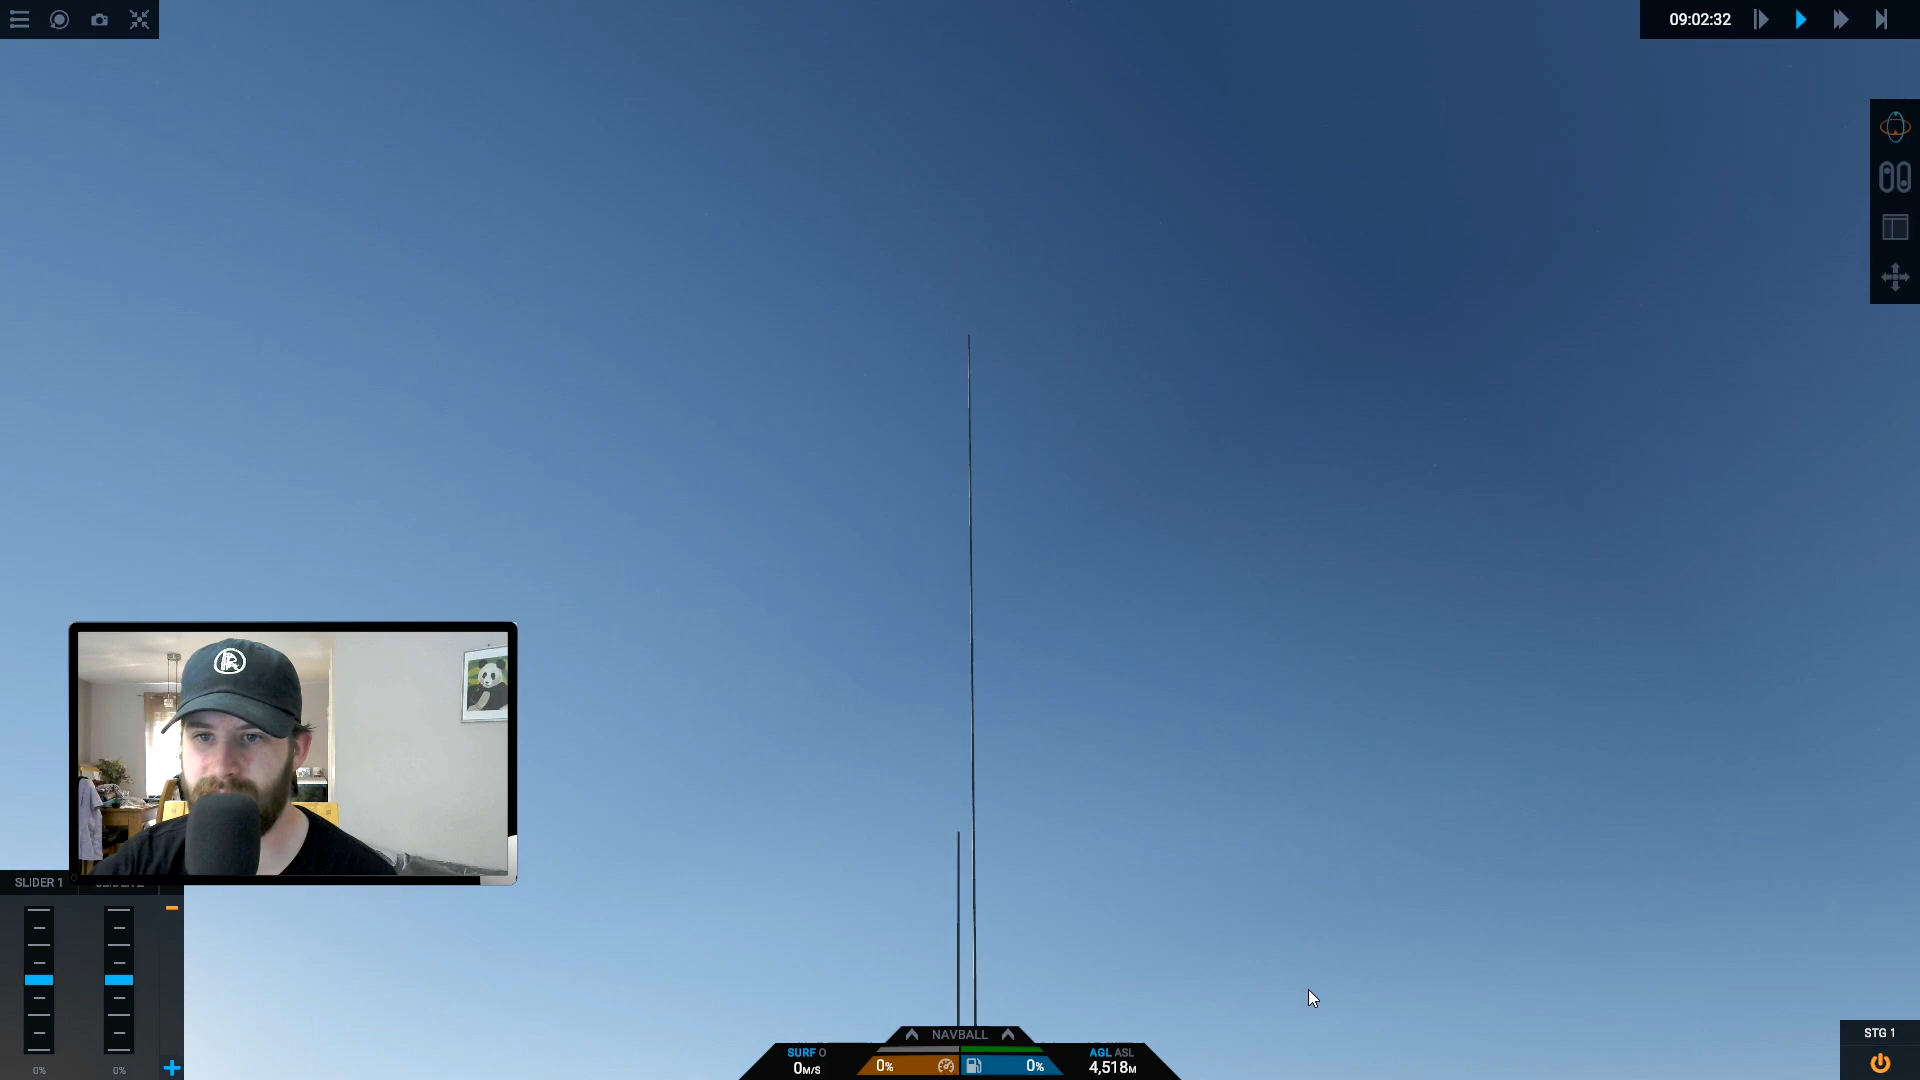 09:02:32
SLIDER 1
0%
0%
NAVBALL
SURF O
0M/S
0%
0%
AGL ASL
4,518M
STG 1